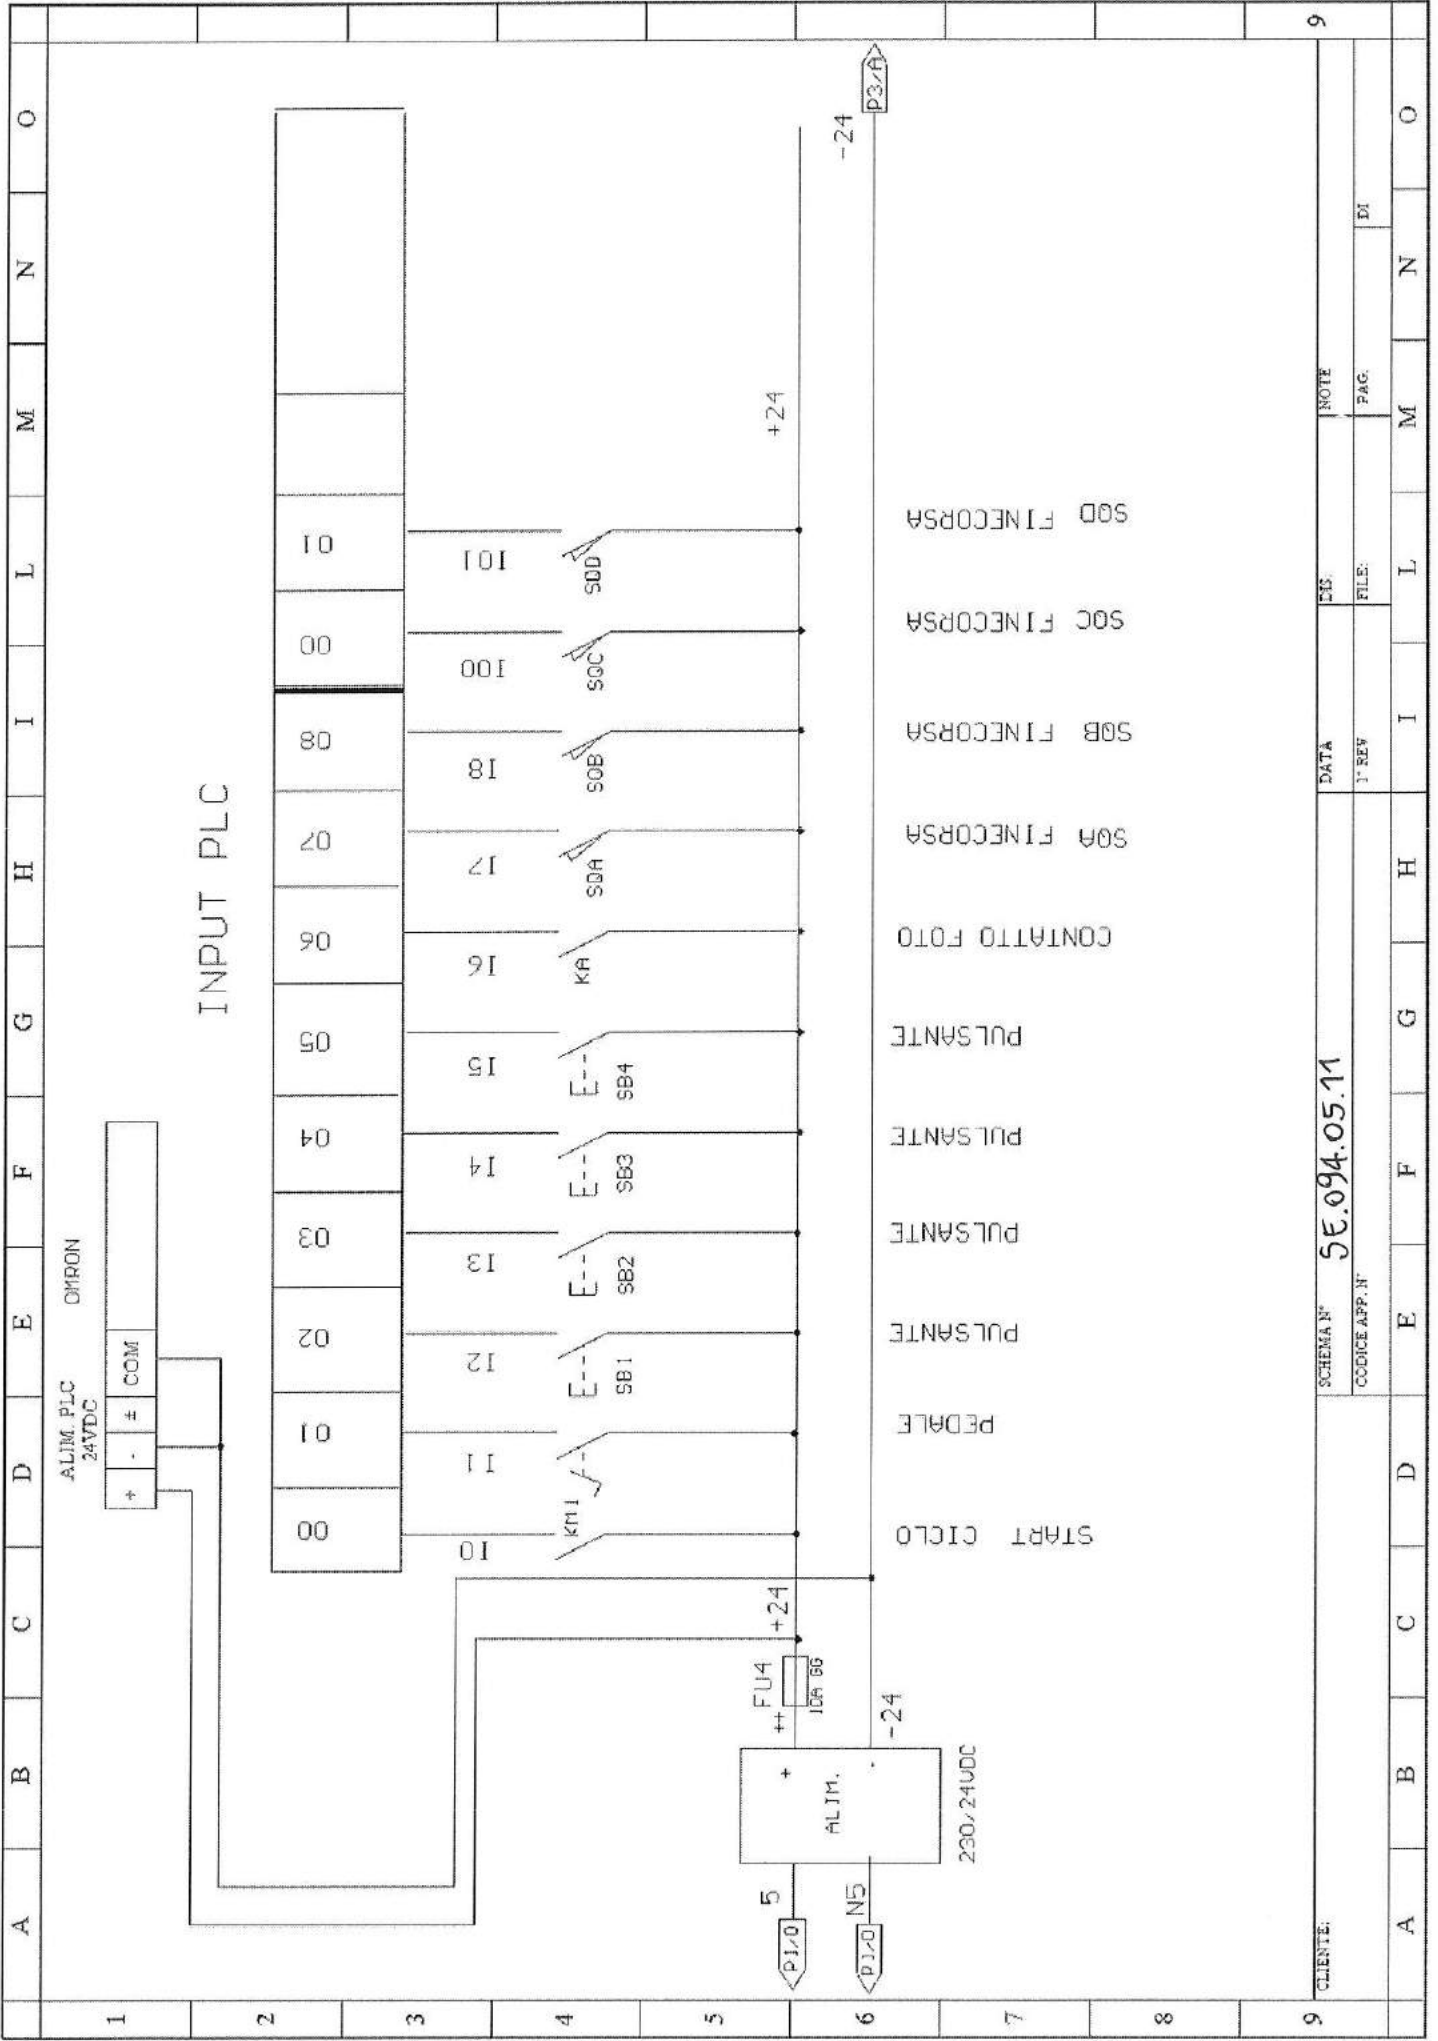 A B C D E F G H I L M N O
1
2
3
4
5
6
7
8
9
ALIM. PLC OMRON
24VDC
+ - ± COM
INPUT PLC
00 01 02 03 04 05 06 07 08 00 01
I0 I1 I2 I3 I4 I5 I6 I7 I8 I00 I01
KM1 SB1 SB2 SB3 SB4 KA SQA SQB SQC SQD
P1/O 5
P1/O N5
ALIM.
+
-
230/24VDC
++ FU4
10A GG
+24
-24
+24
-24
P3/A
START CICLO
PEDALE
PULSANTE
PULSANTE
PULSANTE
PULSANTE
CONTATTO FOTO
SQA FINECORSA
SQB FINECORSA
SQC FINECORSA
SQD FINECORSA
CLIENTE:
SCHEMA N° 5E.094.05.11
CODICE APP. N°
DATA
1° REV
DIS.
FILE:
NOTE
PAG. DI
9
A B C D E F G H I L M N O